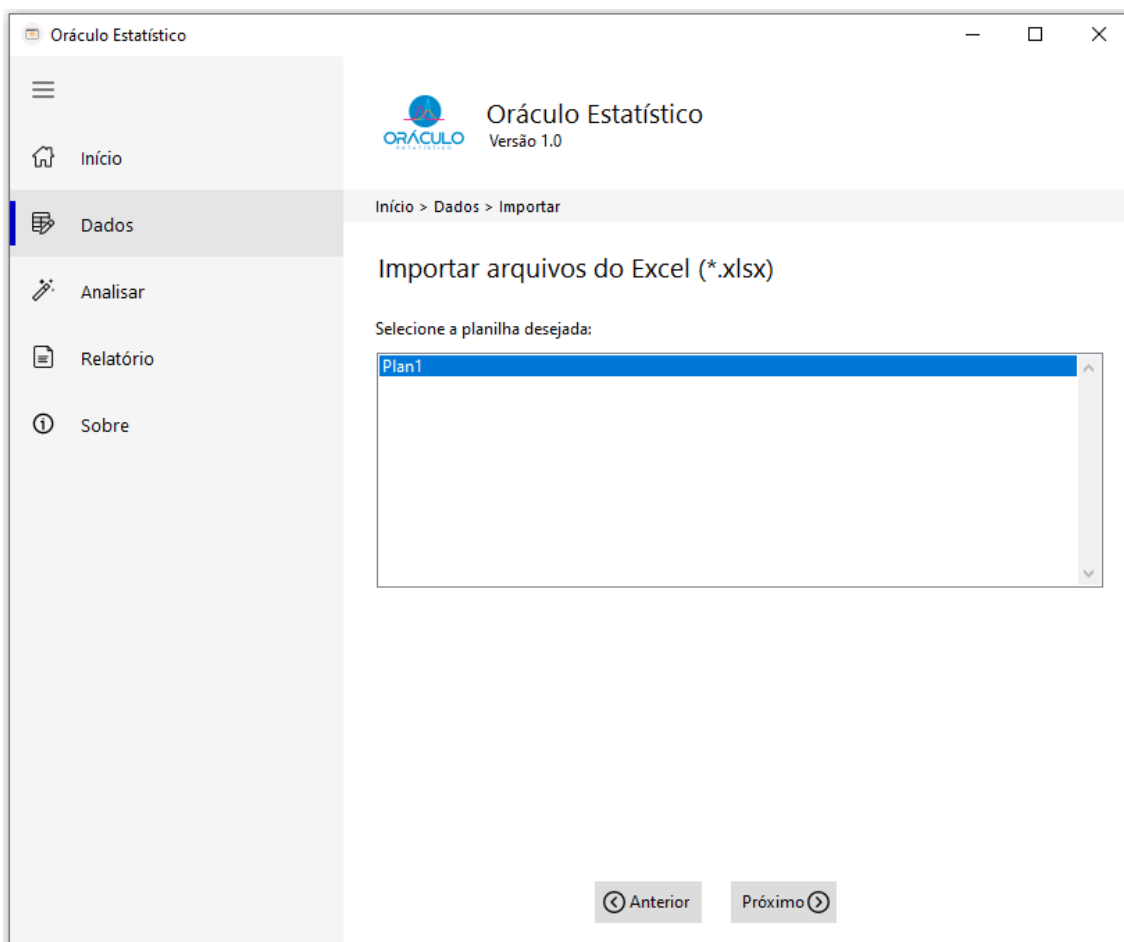 Oráculo Estatístico
Início
Dados
Analisar
Relatório
Sobre
ORÁCULO
ESTATÍSTICO
Oráculo Estatístico
Versão 1.0
Início > Dados > Importar
Importar arquivos do Excel (*.xlsx)
Selecione a planilha desejada:
Plan1
Anterior
Próximo